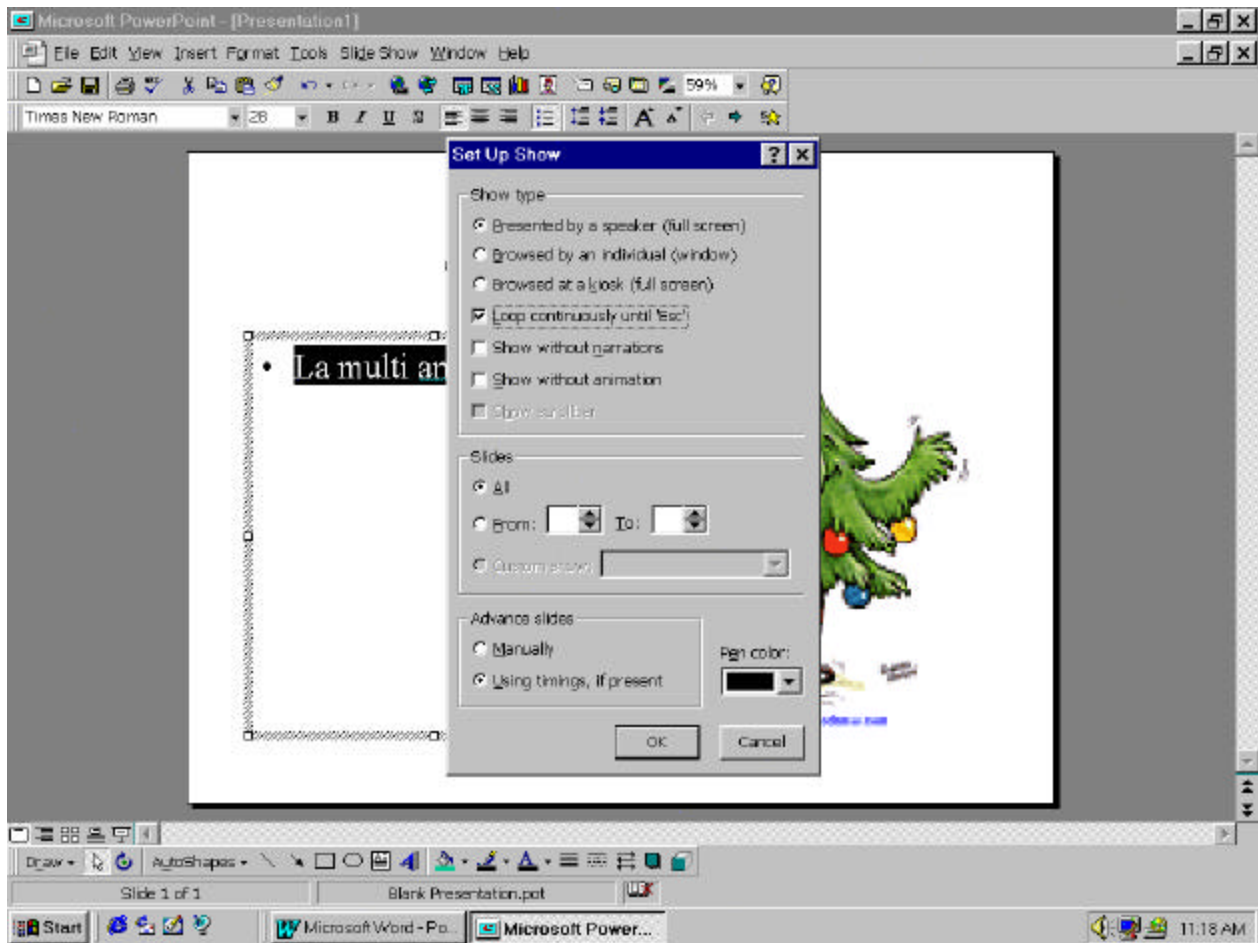 Microsoft PowerPoint - [Presentation1]
File Edit View Insert Format Tools Slide Show Window Help
59%
Times New Roman 28 B I U S A A
Set Up Show
Show type
Presented by a speaker (full screen)
Browsed by an individual (window)
Browsed at a kiosk (full screen)
Loop continuously until 'Esc'
Show without narrations
Show without animation
Show scrollbar
• La multi an
Slides
All
From: To:
Custom show:
Advance slides
Manually
Using timings, if present
Pen color:
OK Cancel
Draw AutoShapes A
Slide 1 of 1 Blank Presentation.pot
Start Microsoft Word - Po... Microsoft Power... 11:18 AM